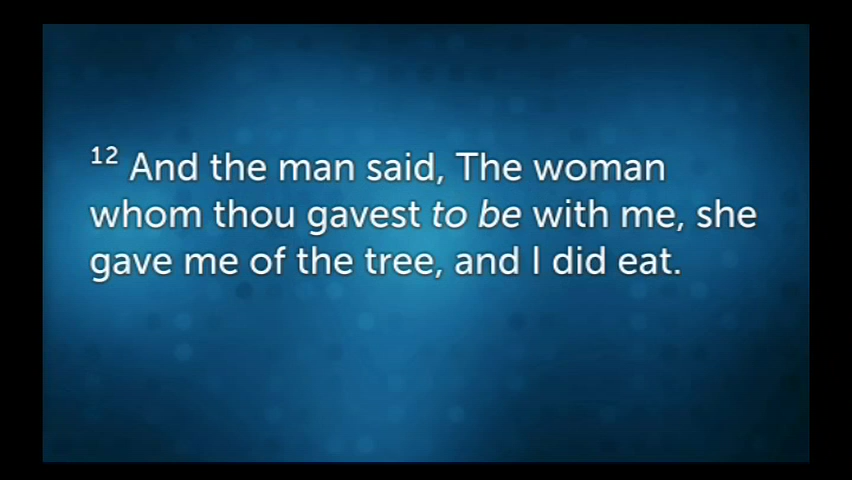 12 And the man said, The woman
whom thou gavest to be with me, she
gave me of the tree, and I did eat.